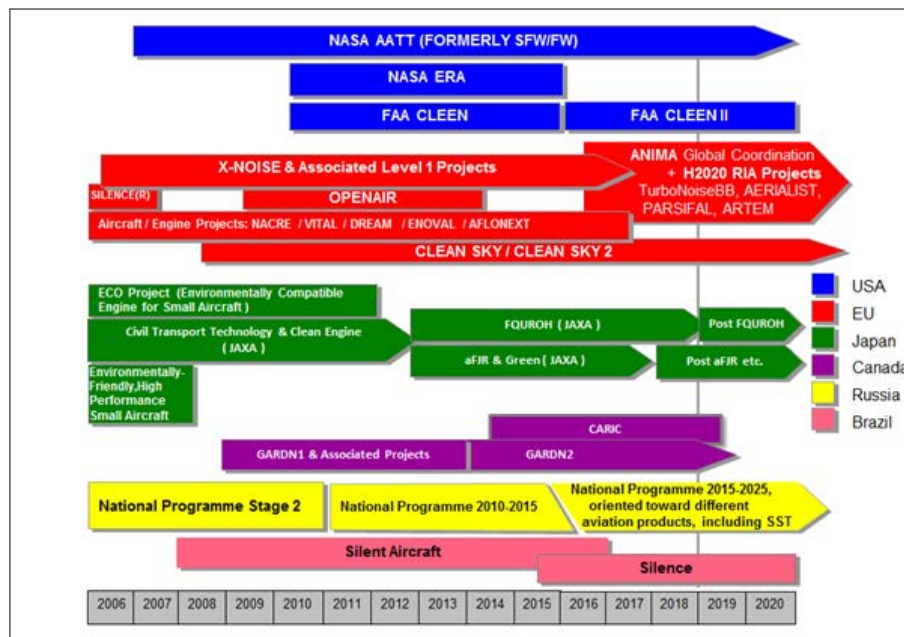 NASA AATT (FORMERLY SFW/FW)
NASA ERA
FAA CLEEN
FAA CLEEN II
X-NOISE & Associated Level 1 Projects
ANIMA Global Coordination
+ H2020 RIA Projects
TurboNoiseBB, AERIALIST,
PARSIFAL, ARTEM
SILENCE(R)
OPENAIR
Aircraft / Engine Projects: NACRE / VITAL / DREAM / ENOVAL / AFLONEXT
CLEAN SKY / CLEAN SKY 2
ECO Project (Environmentally Compatible
Engine for Small Aircraft )
Civil Transport Technology & Clean Engine
( JAXA )
FQUROH ( JAXA )
Post FQUROH
aFJR & Green ( JAXA )
Post aFJR etc.
Environmentally-
Friendly,High
Performance
Small Aircraft
USA
EU
Japan
Canada
Russia
Brazil
CARIC
GARDN1 & Associated Projects
GARDN2
National Programme Stage 2
National Programme 2010-2015
National Programme 2015-2025,
oriented toward different
aviation products, including SST
Silent Aircraft
Silence
2006 2007 2008 2009 2010 2011 2012 2013 2014 2015 2016 2017 2018 2019 2020